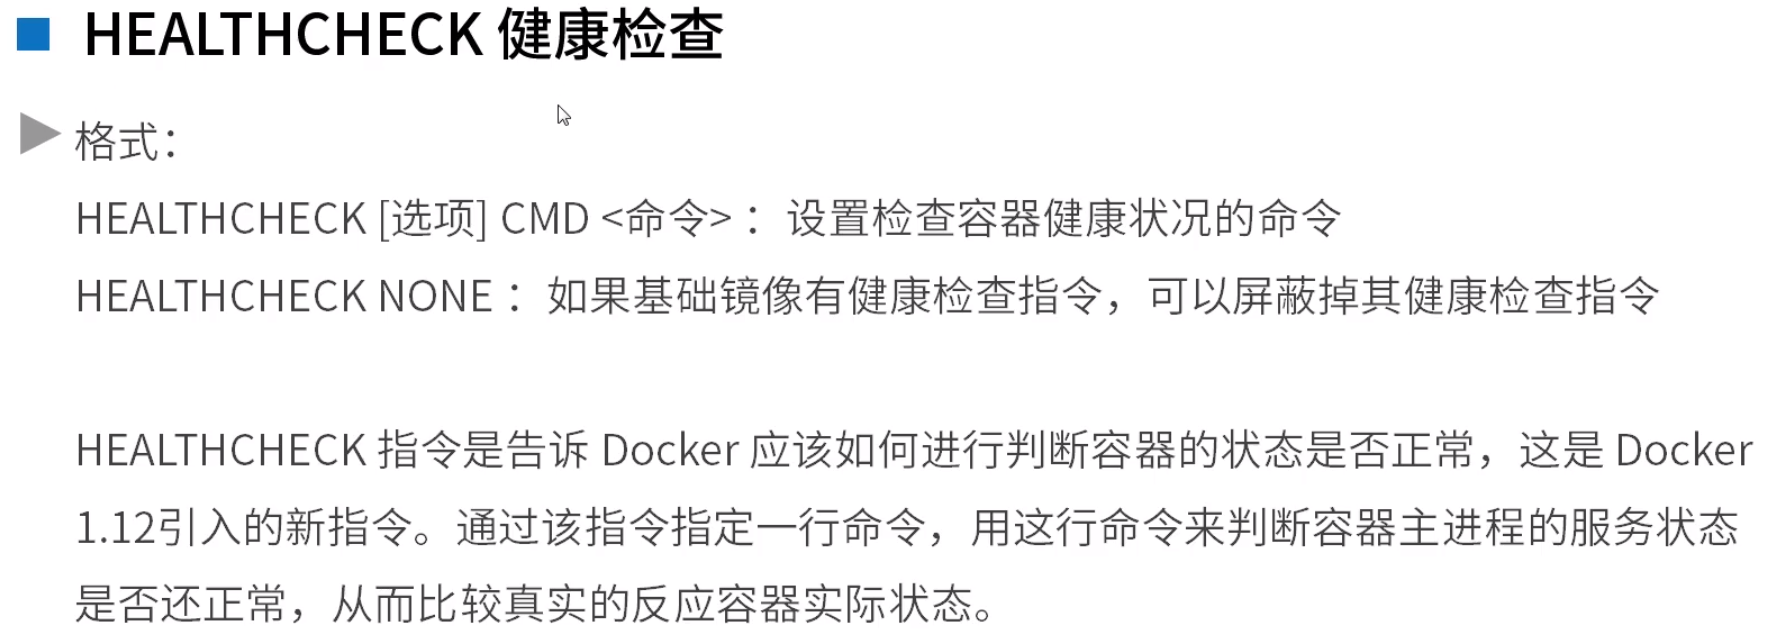 HEALTHCHECK 健康检查
格式：
HEALTHCHECK [选项] CMD <命令> ：设置检查容器健康状况的命令
HEALTHCHECK NONE ：如果基础镜像有健康检查指令，可以屏蔽掉其健康检查指令
HEALTHCHECK 指令是告诉 Docker 应该如何进行判断容器的状态是否正常，这是 Docker
1.12引入的新指令。通过该指令指定一行命令，用这行命令来判断容器主进程的服务状态
是否还正常，从而比较真实的反应容器实际状态。